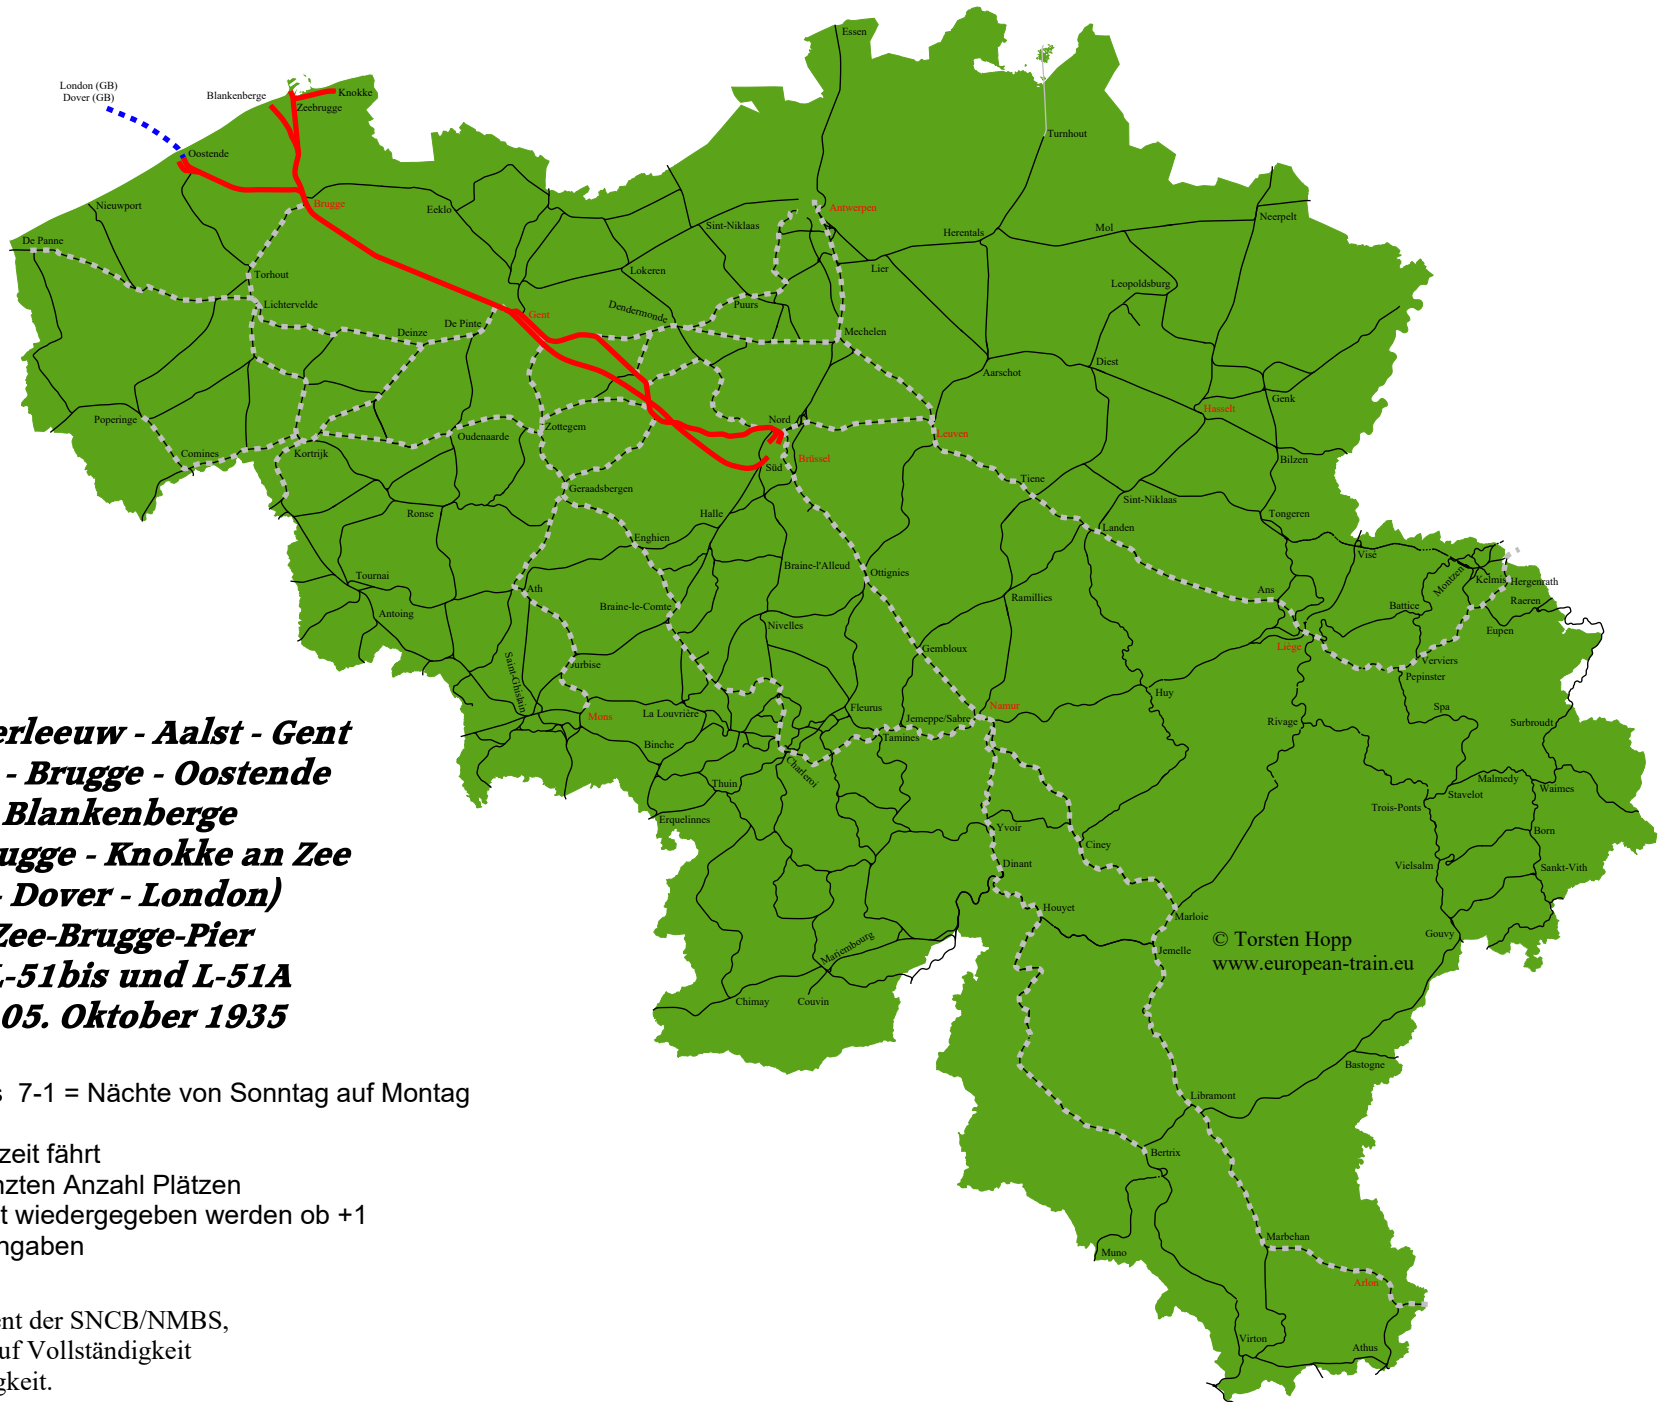 London (GB)
Dover (GB)
Blankenberge
Knokke
Zeebrugge
Oostende
Brugge
Nieuwport
De Panne
Eeklo
Torhout
Lichtervelde
Deinze
De Pinte
Gent
Lokeren
Sint-Niklaas
Dendermonde
Puurs
Essen
Antwerpen
Turnhout
Herentals
Lier
Mol
Neerpelt
Leopoldsburg
Mechelen
Aarschot
Diest
Genk
Hasselt
Leuven
Bilzen
Poperinge
Comines
Kortrijk
Oudenaarde
Zottegem
Nord
Brüssel
Süd
Geraadsbergen
Ronse
Halle
Enghien
Tiene
Sint-Niklaas
Landen
Tongeren
Visé
Montzen
Kelmis
Hergenrath
Raeren
Eupen
Battice
Ans
Liège
Verviers
Pepinster
Spa
Surbroudt
Tournai
Antoing
Ath
Braine-le-Comte
Braine-l'Alleud
Ottignies
Ramillies
Nivelles
Gembloux
Saint-Ghislain
Jurbise
Mons
La Louvrière
Binche
Fleurus
Jemeppe/Sabre
Tamines
Namur
Huy
Rivage
Charleroi
Thuin
Erquelinnes
Yvoir
Ciney
Dinant
Houyet
Marloie
Jemelle
Trois-Ponts
Stavelot
Malmedy
Waimes
Born
Vielsalm
Sankt-Vith
Gouvy
Mariembourg
Chimay
Couvin
© Torsten Hopp
www.european-train.eu
Bastogne
Libramont
Bertrix
Muno
Marbehan
Arlon
Virton
Athus
erleeuw - Aalst - Gent
- Brugge - Oostende
Blankenberge
ugge - Knokke an Zee
- Dover - London)
Zee-Brugge-Pier
L-51bis und L-51A
05. Oktober 1935
s 7-1 = Nächte von Sonntag auf Montag
zeit fährt
nzten Anzahl Plätzen
t wiedergegeben werden ob +1
ngaben
ent der SNCB/NMBS,
uf Vollständigkeit
gkeit.